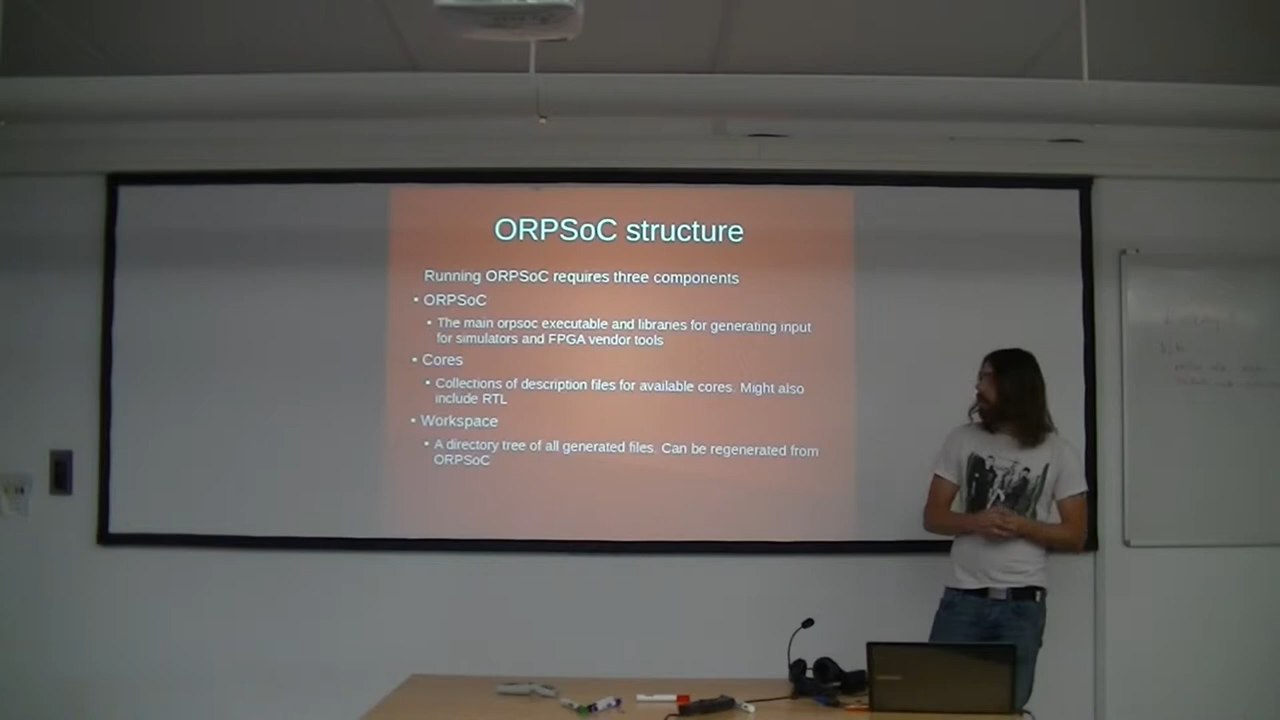 ORPSoC structure
Running ORPSoC requires three components
• ORPSoC
• The main orpsoc executable and libraries for generating input
for simulators and FPGA vendor tools
• Cores
• Collections of description files for available cores. Might also
include RTL
• Workspace
• A directory tree of all generated files. Can be regenerated from
ORPSoC